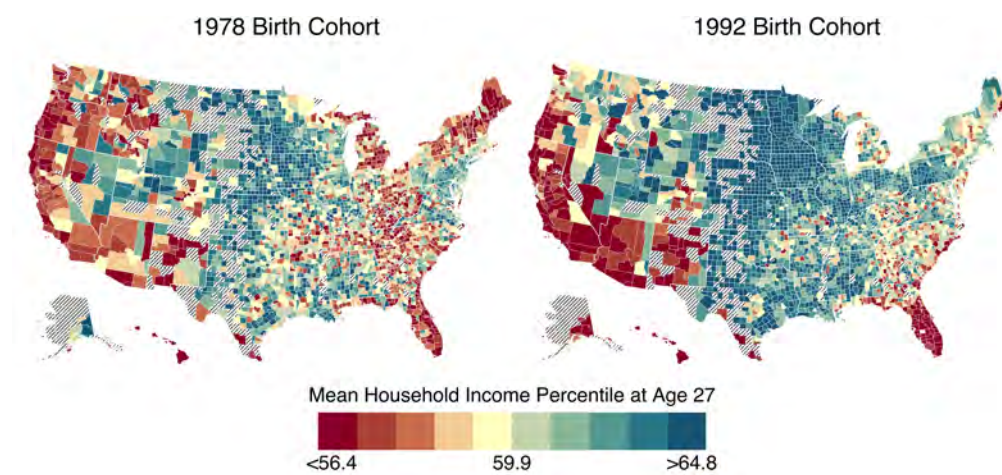 1978 Birth Cohort
1992 Birth Cohort
Mean Household Income Percentile at Age 27
<56.4 59.9 >64.8